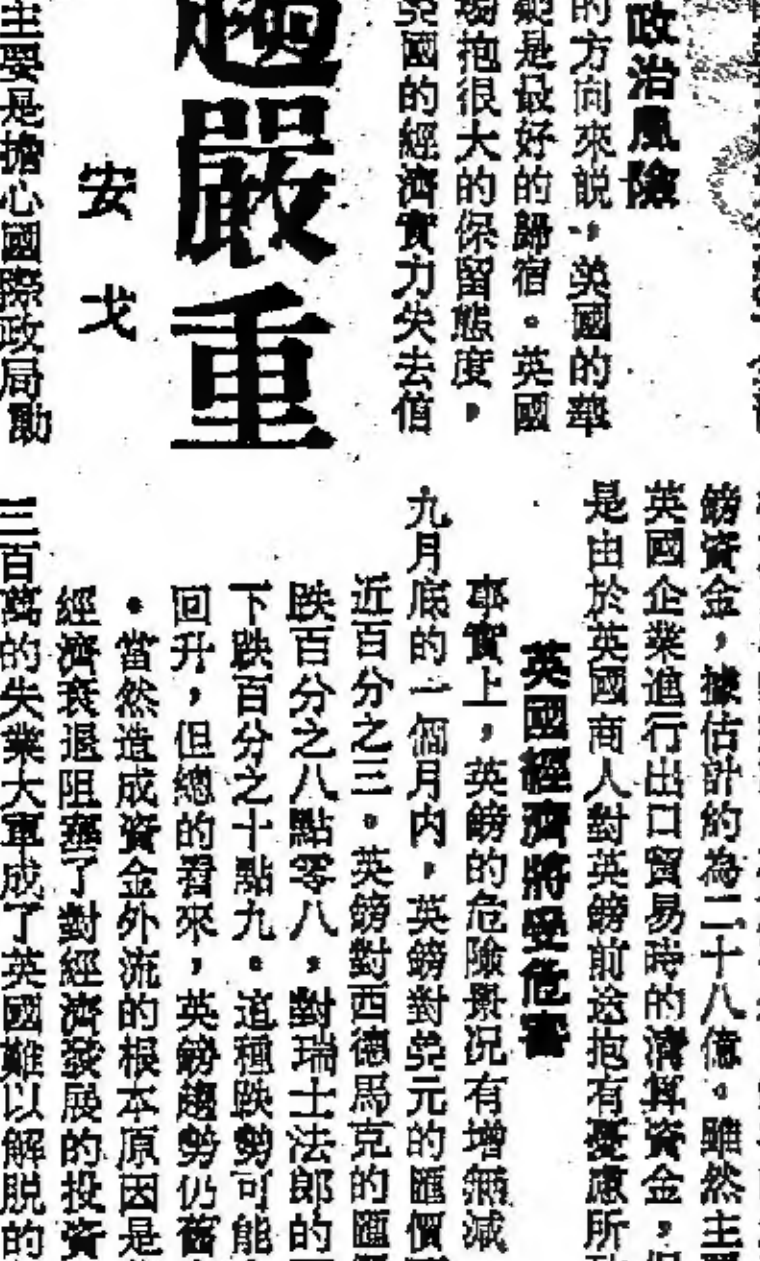 政治風險
的方向來説，英國的華
是最好的歸宿。英國
抱很大的保留態度，
國的經濟實力失去信
嚴重
安戈
主要是擔心國際政局動
鎊資金，據估計約為二十八億。雖然主
英國企業進行出口貿易時的清算資金，
是由於英國商人對英鎊前途抱有憂慮所
英國經濟將受危害
事實上，英鎊的危險景況有增無減
九月底的一個月内，英鎊對美元的匯價
近百分之三。英鎊對西德馬克的匯
跌百分之八點零八，對瑞士法郎的
下跌百分之十點九。這種跌勢可能
回升，但總的看來，英鎊趨勢仍舊
。當然造成資金外流的根本原因是
經濟衰退阻塞了對經濟發展的投資
三百萬的失業大軍成了英國難以解脱的